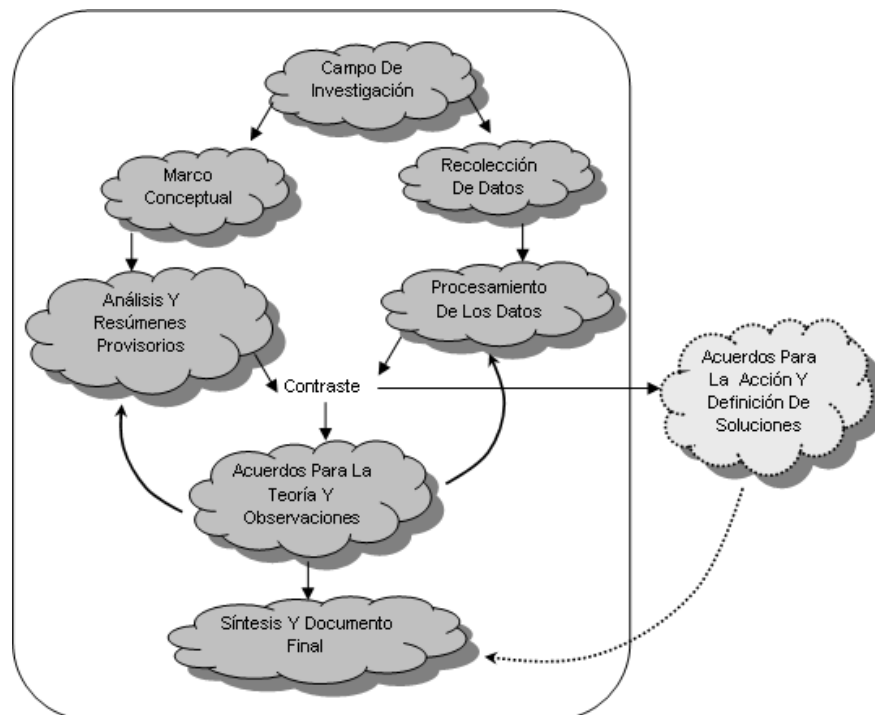 Campo De
Investigación
Marco
Conceptual
Recolección
De Datos
Análisis Y
Resúmenes
Provisorios
Procesamiento
De Los Datos
Contraste
Acuerdos Para
La Acción Y
Definición De
Soluciones
Acuerdos Para La
Teoría Y
Observaciones
Síntesis Y Documento
Final